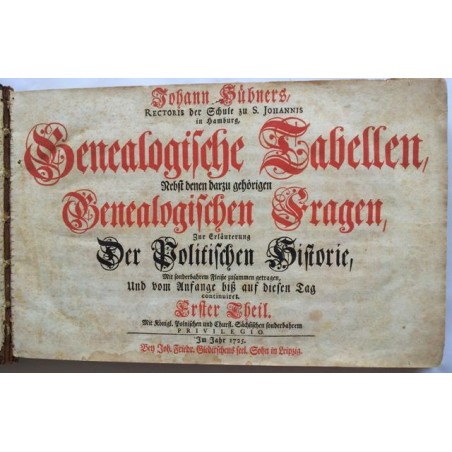 Johann Hübners,
RECTORIS der Schule zu S. JOHANNIS
in Hamburg,
Genealogische Tabellen,
Nebst denen darzu gehörigen
Genealogischen Fragen,
Zur Erläuterung
Der Politischen Historie,
Mit sonderbahrem Fleiße zusammen getragen,
Und vom Anfange biß auf diesen Tag
continuiret.
Erster Theil.
Mit Königl. Polnischen und Churfl. Sächsischen sonderbahrem
PRIVILEGIO.
Im Jahr 1725.
Bey Joh. Friedr. Gleditschens seel. Sohn in Leipzig.